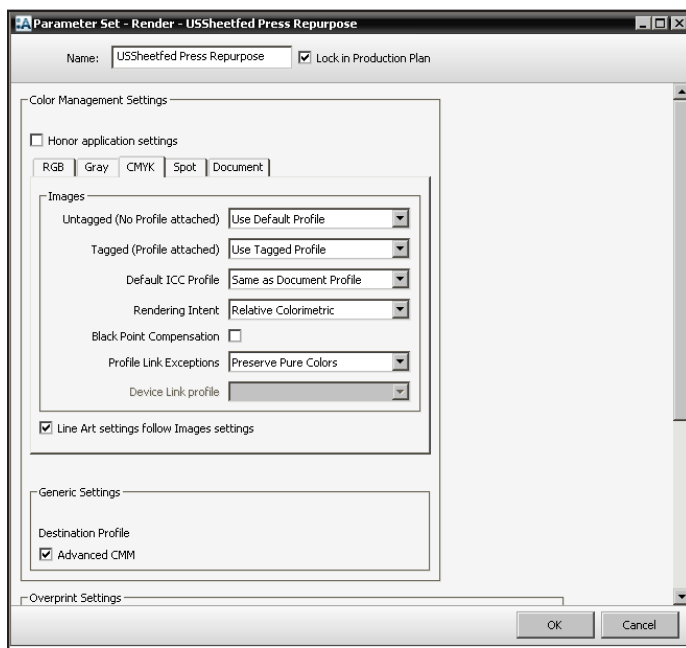 Parameter Set - Render - USSheetfed Press Repurpose
Name: USSheetfed Press Repurpose Lock in Production Plan
Color Management Settings
Honor application settings
RGB Gray CMYK Spot Document
Images
Untagged (No Profile attached) Use Default Profile
Tagged (Profile attached) Use Tagged Profile
Default ICC Profile Same as Document Profile
Rendering Intent Relative Colorimetric
Black Point Compensation
Profile Link Exceptions Preserve Pure Colors
Device Link profile
Line Art settings follow Images settings
Generic Settings
Destination Profile
Advanced CMM
Overprint Settings
OK Cancel